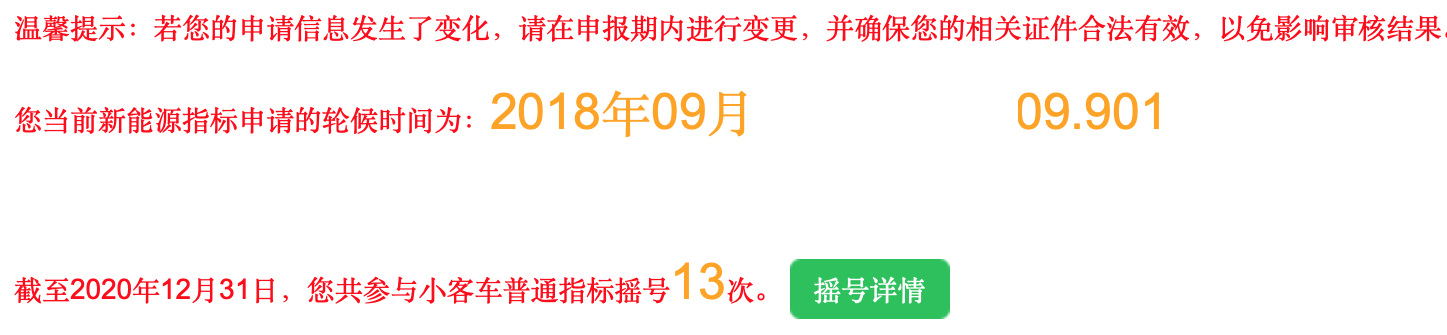 温馨提示：若您的申请信息发生了变化，请在申报期内进行变更，并确保您的相关证件合法有效，以免影响审核结果。
您当前新能源指标申请的轮候时间为：2018年09月 09.901
截至2020年12月31日，您共参与小客车普通指标摇号13次。 摇号详情